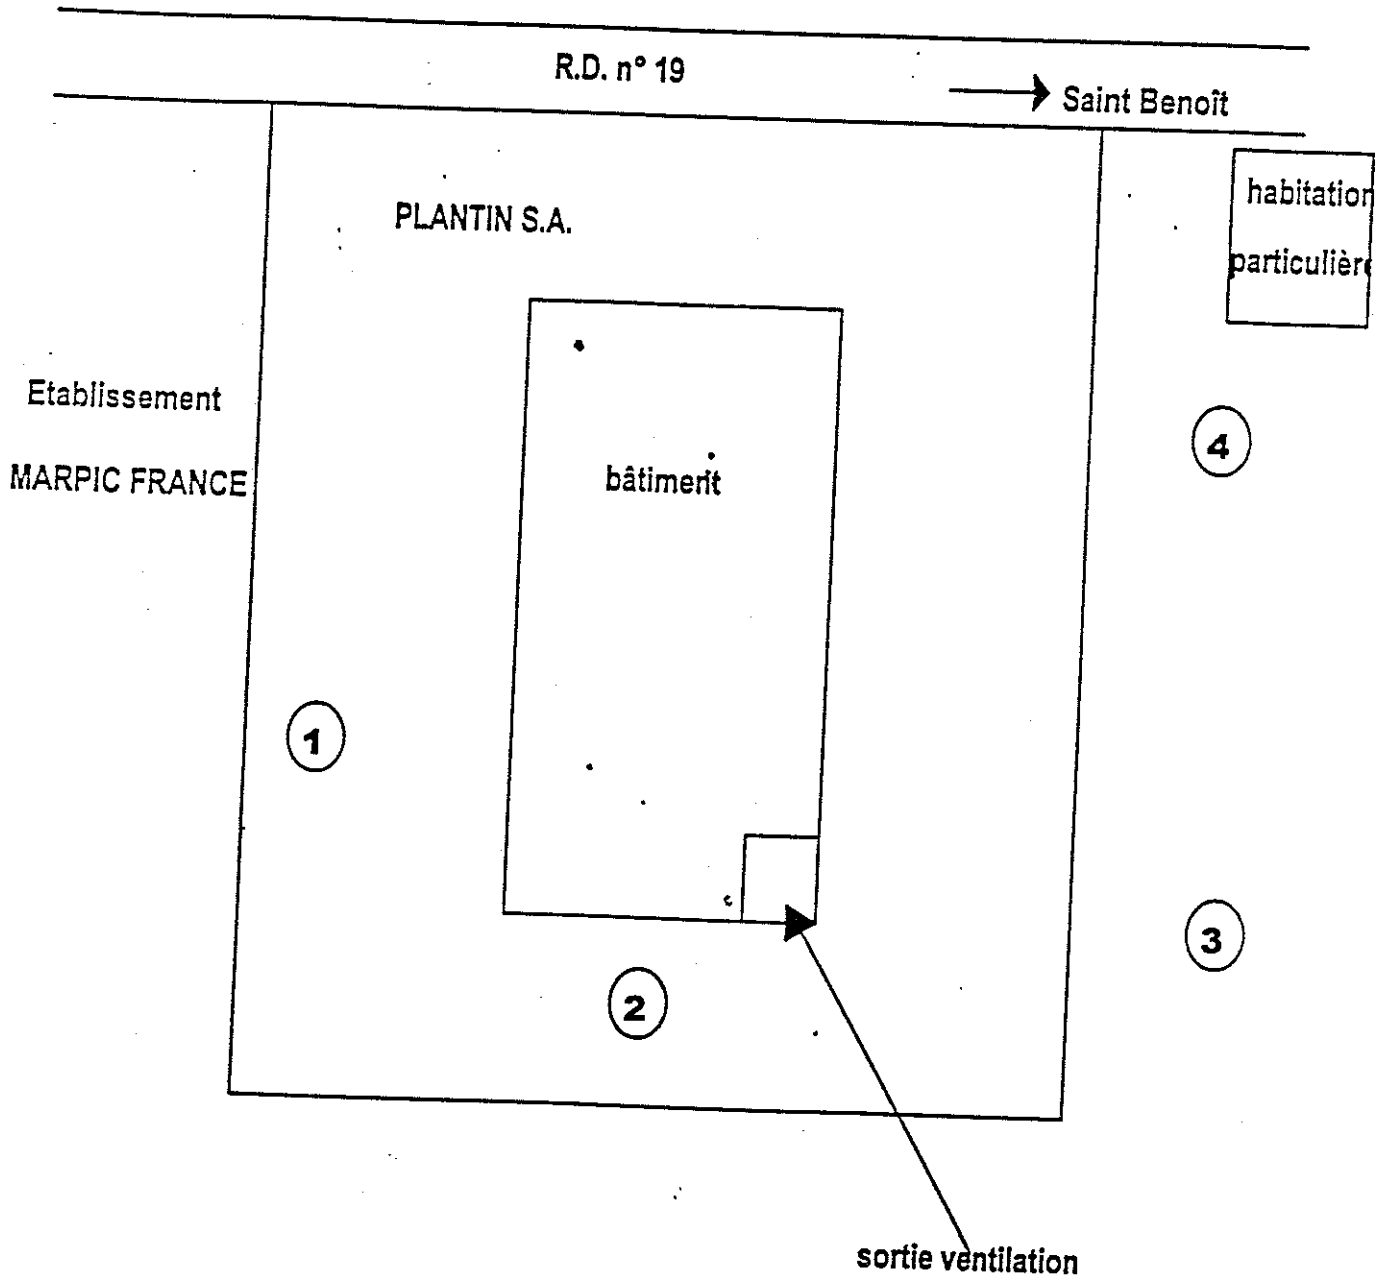 R.D. n° 19
Saint Benoît
PLANTIN S.A.
habitation
particulière
Etablissement
MARPIC FRANCE
bâtiment
4
1
3
2
sortie ventilation